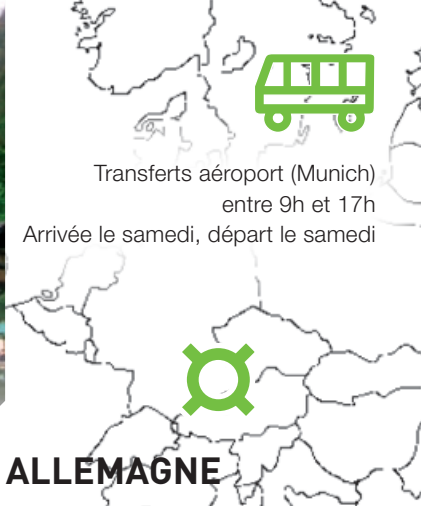 Transferts aéroport (Munich)
entre 9h et 17h
Arrivée le samedi, départ le samedi
ALLEMAGNE